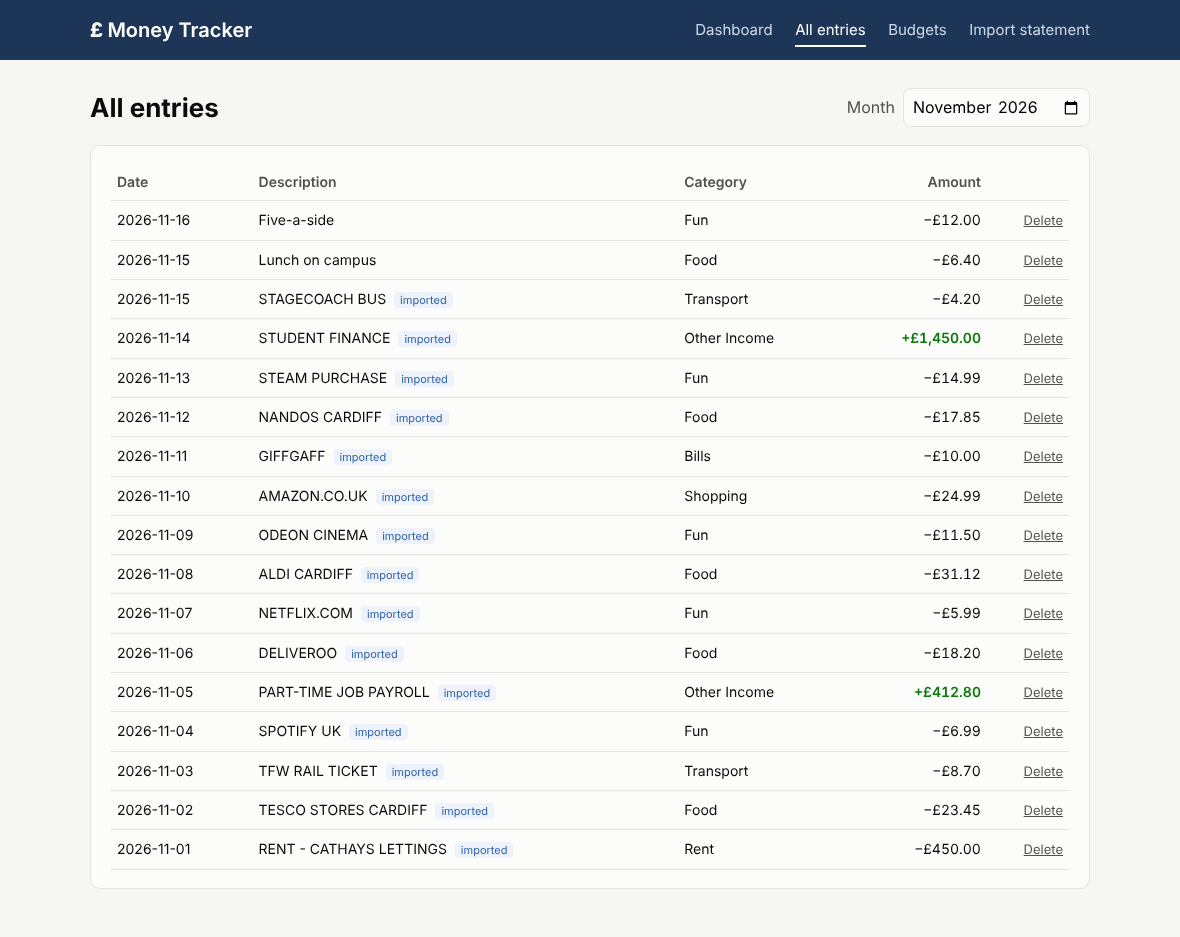 £ Money Tracker Dashboard All entries Budgets Import statement
All entries Month November 2026
Date Description Category Amount
2026-11-16 Five-a-side Fun −£12.00 Delete
2026-11-15 Lunch on campus Food −£6.40 Delete
2026-11-15 STAGECOACH BUS imported Transport −£4.20 Delete
2026-11-14 STUDENT FINANCE imported Other Income +£1,450.00 Delete
2026-11-13 STEAM PURCHASE imported Fun −£14.99 Delete
2026-11-12 NANDOS CARDIFF imported Food −£17.85 Delete
2026-11-11 GIFFGAFF imported Bills −£10.00 Delete
2026-11-10 AMAZON.CO.UK imported Shopping −£24.99 Delete
2026-11-09 ODEON CINEMA imported Fun −£11.50 Delete
2026-11-08 ALDI CARDIFF imported Food −£31.12 Delete
2026-11-07 NETFLIX.COM imported Fun −£5.99 Delete
2026-11-06 DELIVEROO imported Food −£18.20 Delete
2026-11-05 PART-TIME JOB PAYROLL imported Other Income +£412.80 Delete
2026-11-04 SPOTIFY UK imported Fun −£6.99 Delete
2026-11-03 TFW RAIL TICKET imported Transport −£8.70 Delete
2026-11-02 TESCO STORES CARDIFF imported Food −£23.45 Delete
2026-11-01 RENT - CATHAYS LETTINGS imported Rent −£450.00 Delete